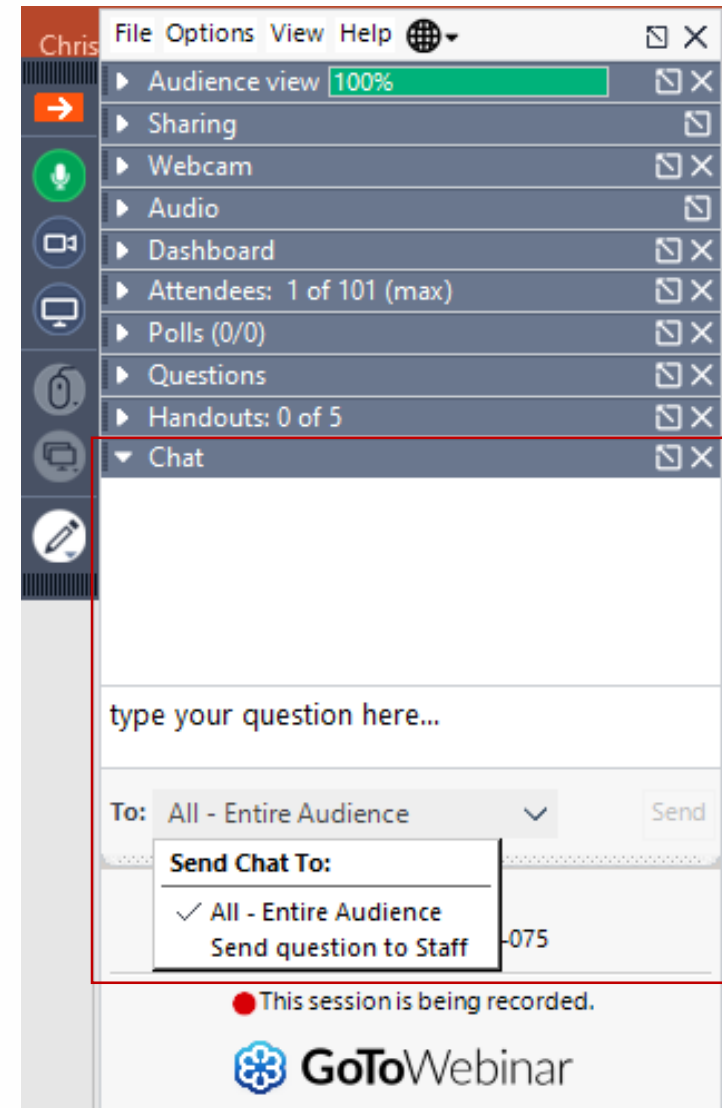 Chris
File Options View Help
Audience view 100%
Sharing
Webcam
Audio
Dashboard
Attendees: 1 of 101 (max)
Polls (0/0)
Questions
Handouts: 0 of 5
Chat
type your question here...
To: All - Entire Audience Send
Send Chat To:
All - Entire Audience
Send question to Staff
-075
This session is being recorded.
GoToWebinar